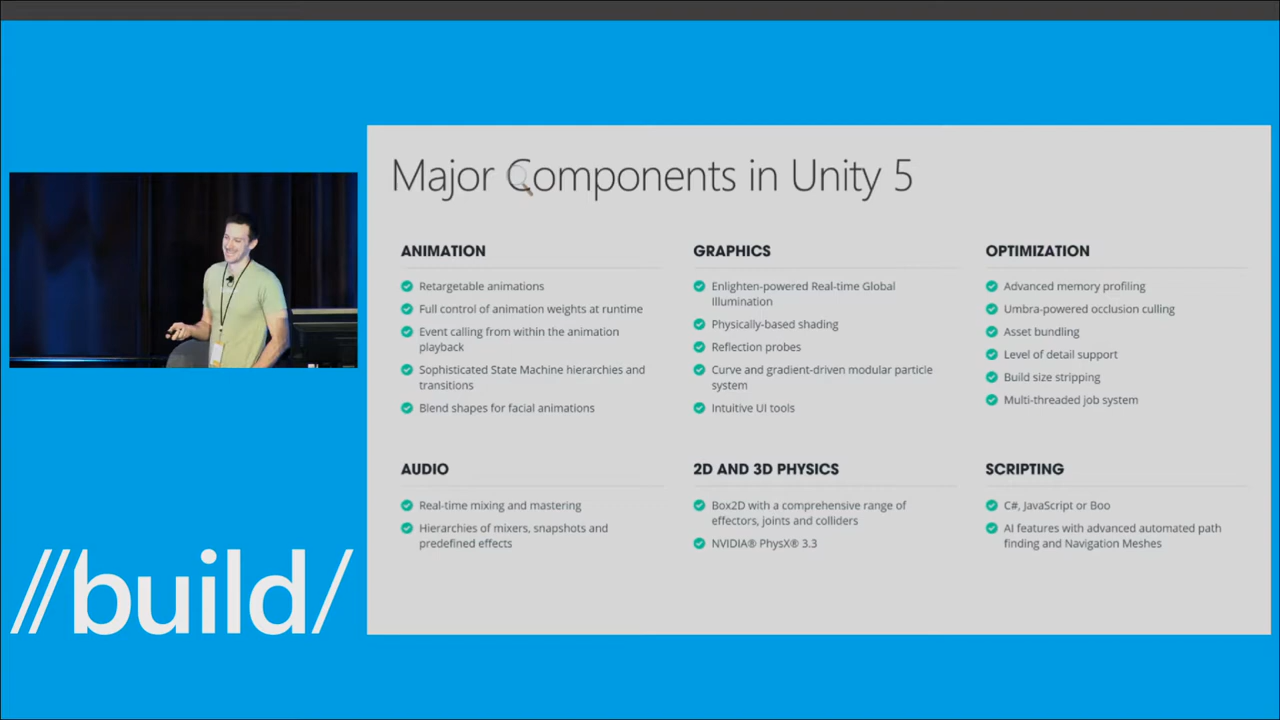 Major Components in Unity 5
ANIMATION
Retargetable animations
Full control of animation weights at runtime
Event calling from within the animation
playback
Sophisticated State Machine hierarchies and
transitions
Blend shapes for facial animations
GRAPHICS
Enlighten-powered Real-time Global
Illumination
Physically-based shading
Reflection probes
Curve and gradient-driven modular particle
system
Intuitive UI tools
OPTIMIZATION
Advanced memory profiling
Umbra-powered occlusion culling
Asset bundling
Level of detail support
Build size stripping
Multi-threaded job system
AUDIO
Real-time mixing and mastering
Hierarchies of mixers, snapshots and
predefined effects
2D AND 3D PHYSICS
Box2D with a comprehensive range of
effectors, joints and colliders
NVIDIA® PhysX® 3.3
SCRIPTING
C#, JavaScript or Boo
AI features with advanced automated path
finding and Navigation Meshes
//build/